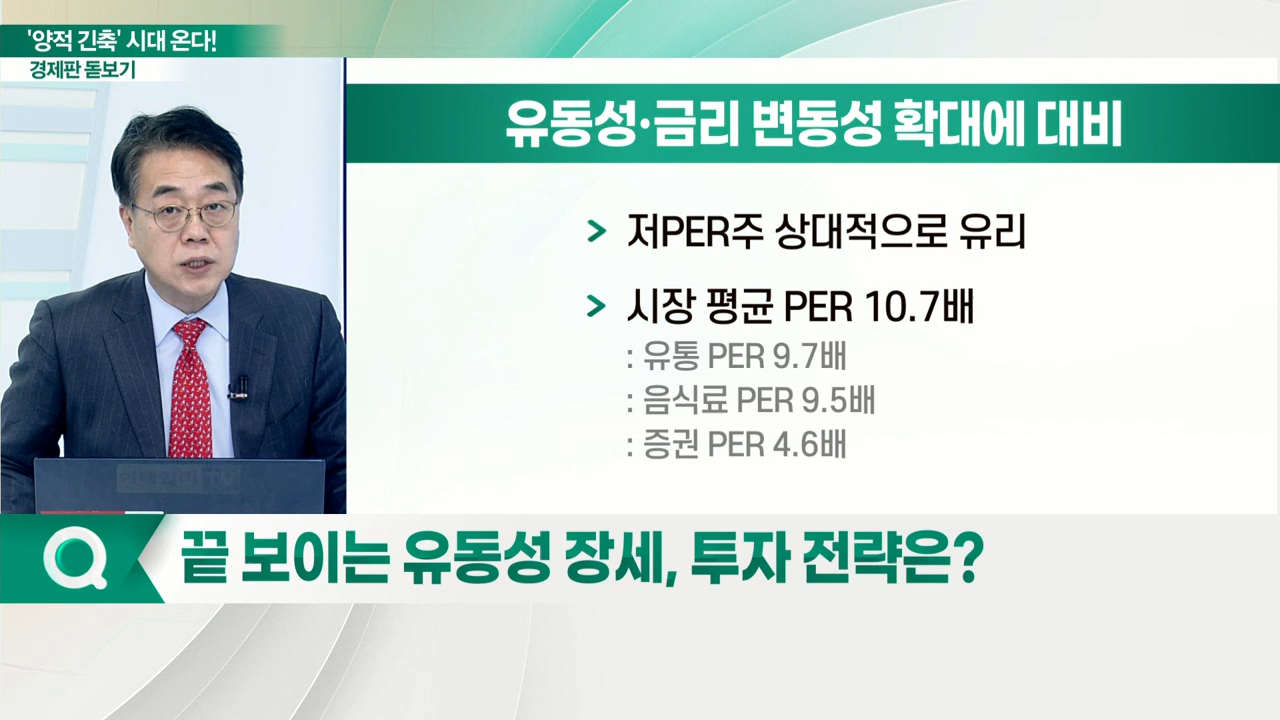 '양적 긴축' 시대 온다!
경제판 돋보기
유동성·금리 변동성 확대에 대비
> 저PER주 상대적으로 유리
> 시장 평균 PER 10.7배
: 유통 PER 9.7배
: 음식료 PER 9.5배
: 증권 PER 4.6배
끝 보이는 유동성 장세, 투자 전략은?